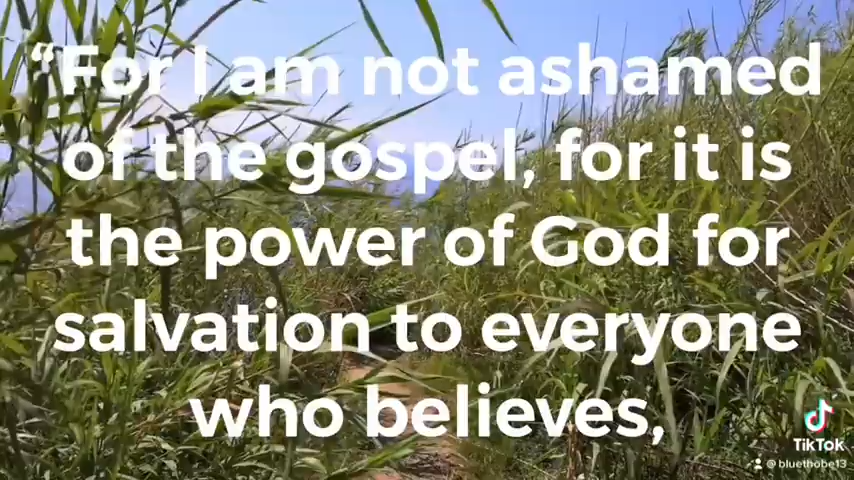 “For I am not ashamed
of the gospel, for it is
the power of God for
salvation to everyone
who believes,
TikTok
@bluethobe13